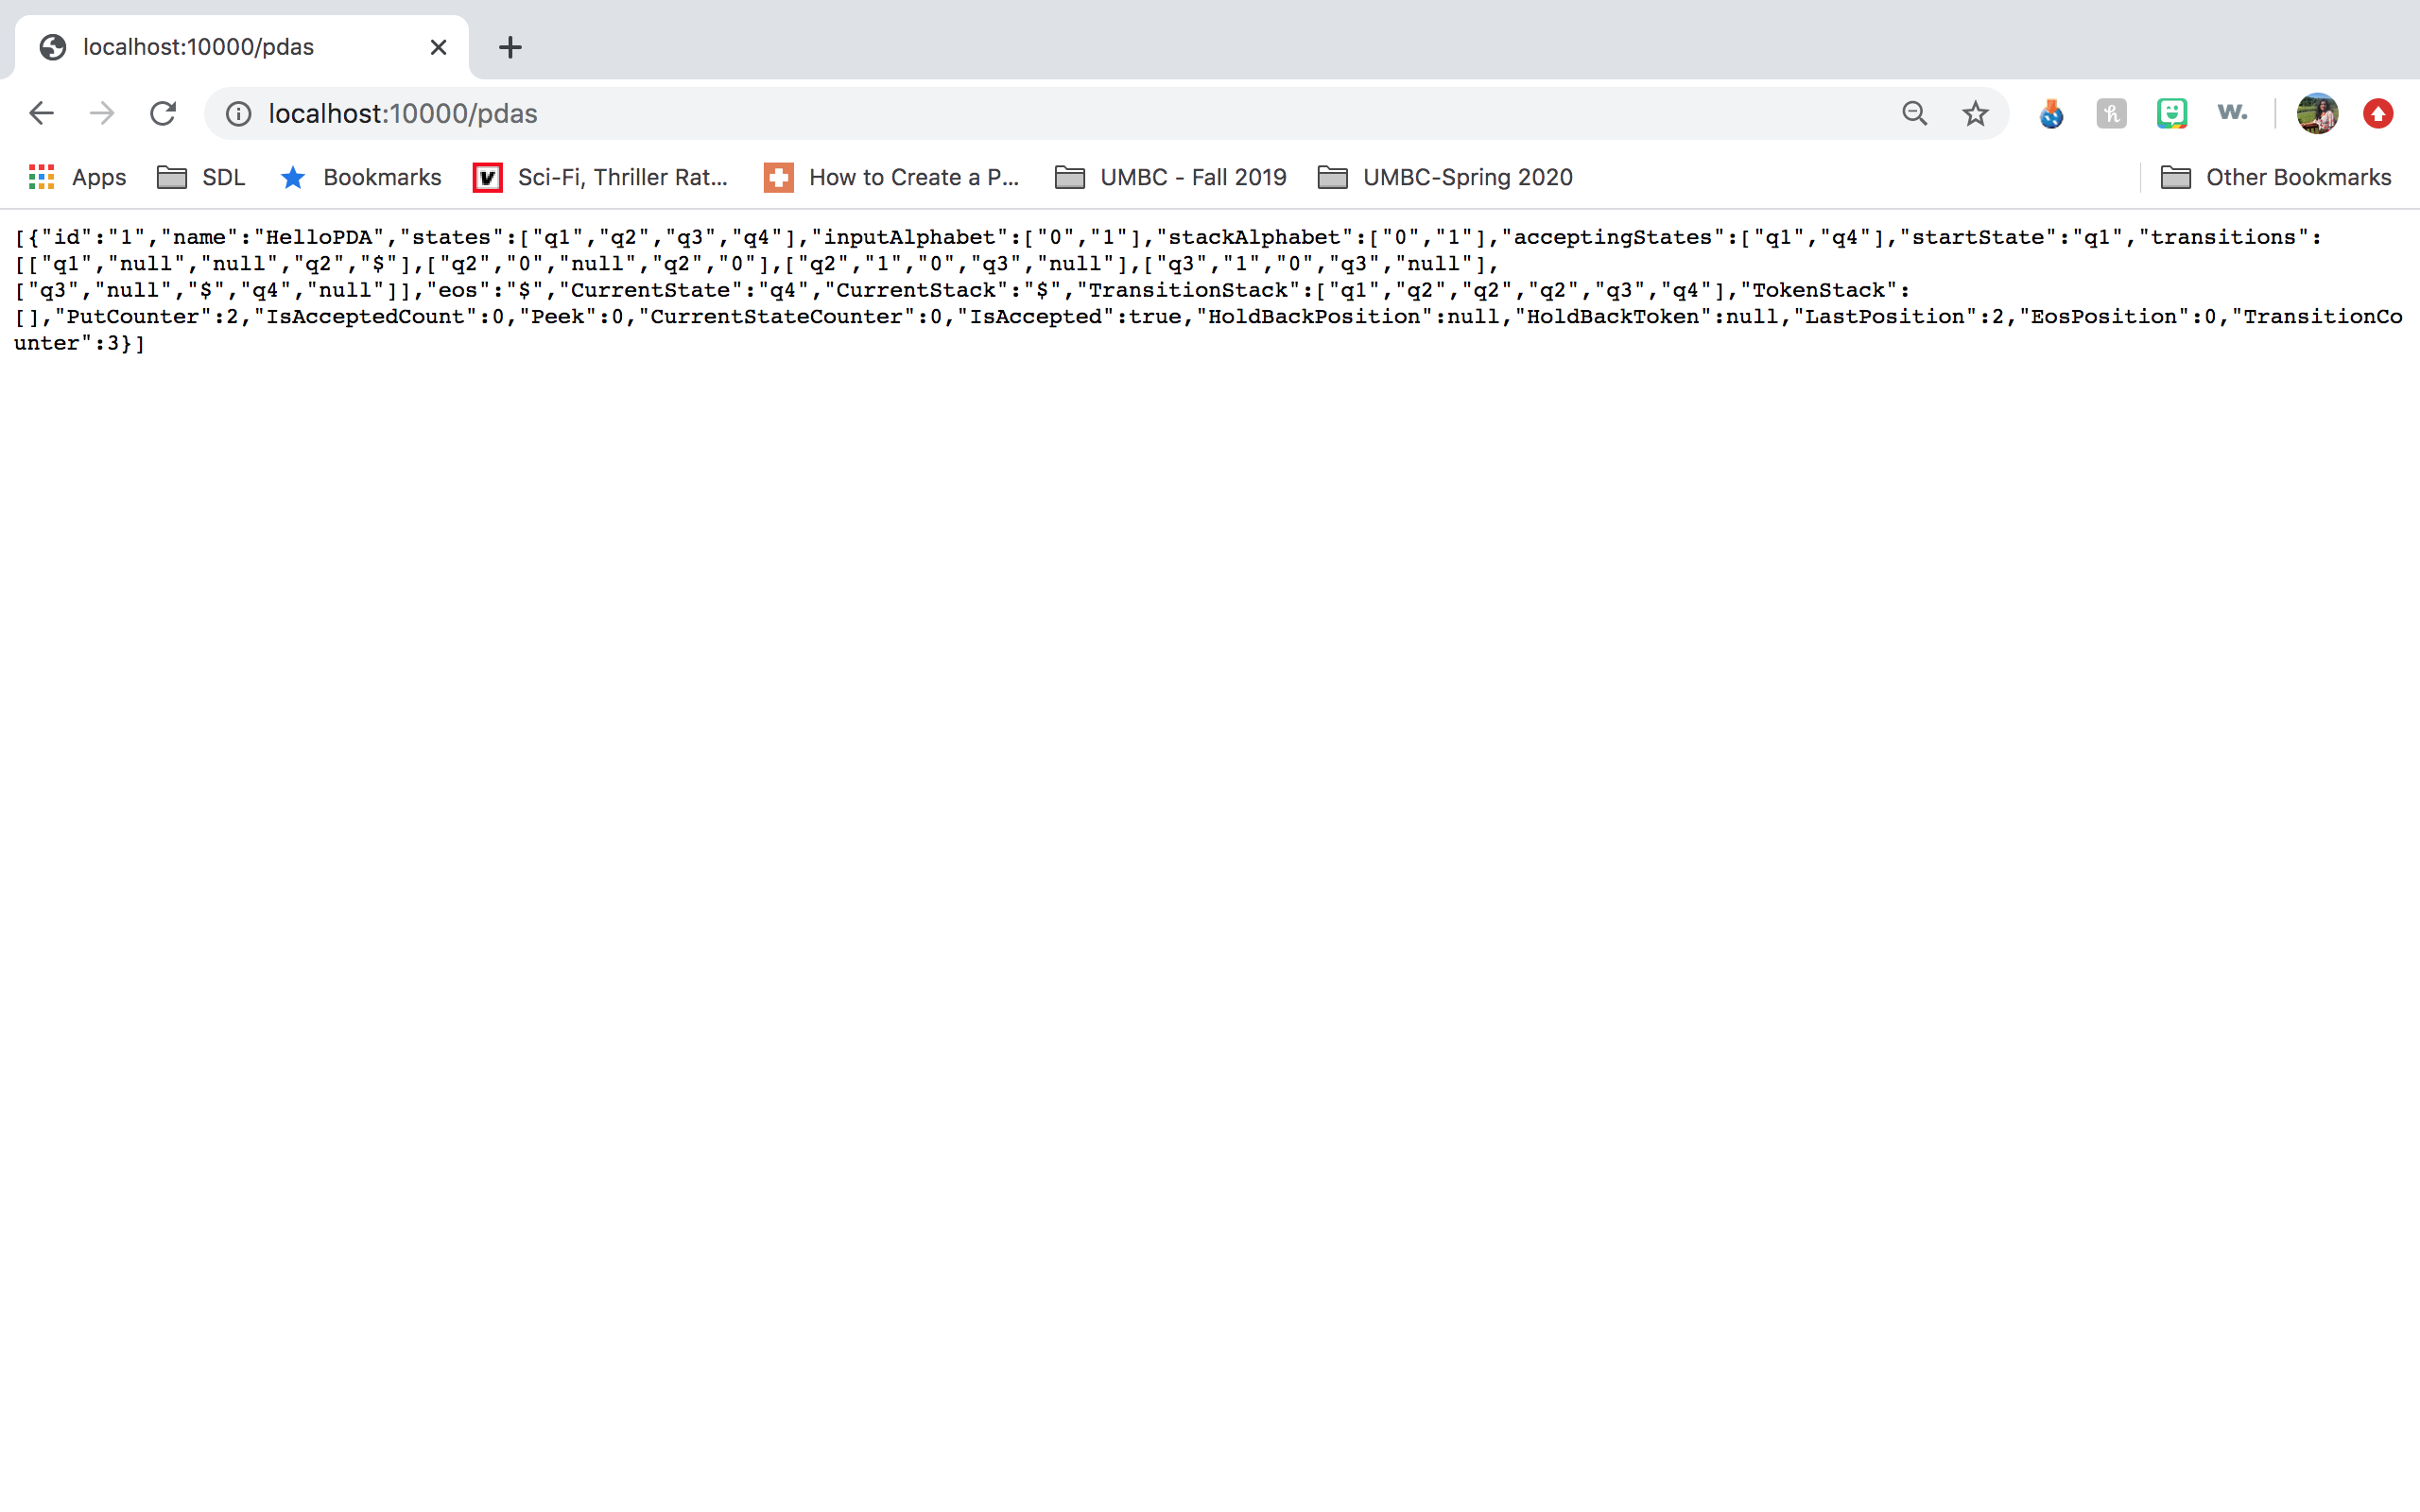 localhost:10000/pdas
localhost:10000/pdas
Apps SDL Bookmarks Sci-Fi, Thriller Rat... How to Create a P... UMBC - Fall 2019 UMBC-Spring 2020 Other Bookmarks
[{"id":"1","name":"HelloPDA","states":["q1","q2","q3","q4"],"inputAlphabet":["0","1"],"stackAlphabet":["0","1"],"acceptingStates":["q1","q4"],"startState":"q1","transitions":
[["q1","null","null","q2","$"],["q2","0","null","q2","0"],["q2","1","0","q3","null"],["q3","1","0","q3","null"],
["q3","null","$","q4","null"]],"eos":"$","CurrentState":"q4","CurrentStack":"$","TransitionStack":["q1","q2","q2","q2","q3","q4"],"TokenStack":
[],"PutCounter":2,"IsAcceptedCount":0,"Peek":0,"CurrentStateCounter":0,"IsAccepted":true,"HoldBackPosition":null,"HoldBackToken":null,"LastPosition":2,"EosPosition":0,"TransitionCo
unter":3}]